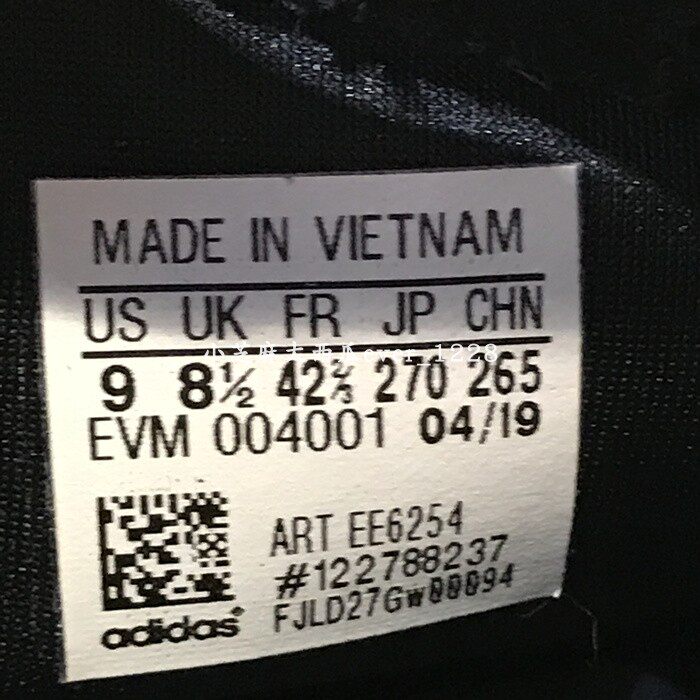 MADE IN VIETNAM
US UK FR JP CHN
9 8½ 42⅔ 270 265
EVM 004001 04/19
ART EE6254
#122788237
FJLD27GW00094
adidas